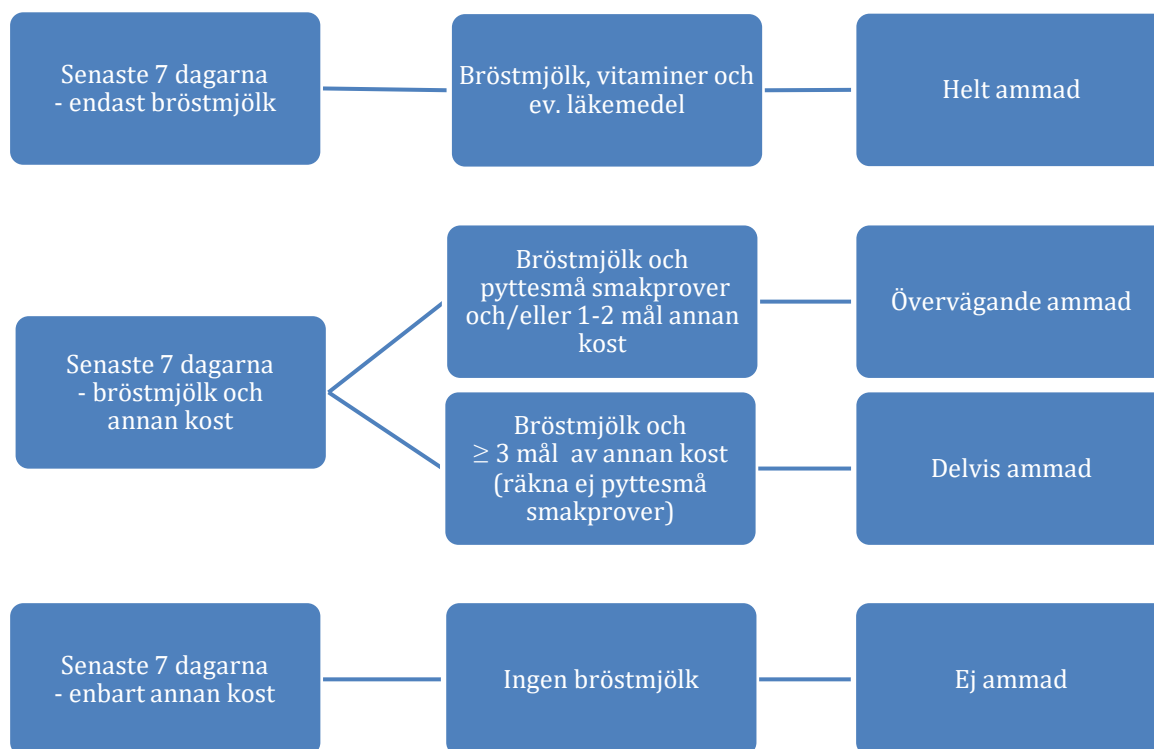 Senaste 7 dagarna
- endast bröstmjölk
Bröstmjölk, vitaminer och
ev. läkemedel
Helt ammad
Senaste 7 dagarna
- bröstmjölk och
annan kost
Bröstmjölk och
pyttesmå smakprover
och/eller 1-2 mål annan
kost
Övervägande ammad
Bröstmjölk och
≥ 3 mål av annan kost
(räkna ej pyttesmå
smakprover)
Delvis ammad
Senaste 7 dagarna
- enbart annan kost
Ingen bröstmjölk
Ej ammad